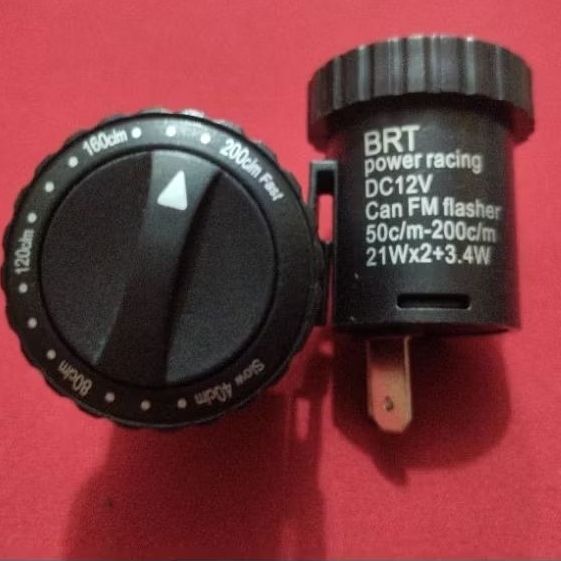 160c/m
200c/m Fast
120c/m
80c/m
Slow 40c/m
BRT
power racing
DC12V
Can FM flasher
50c/m-200c/m
21Wx2+3.4W